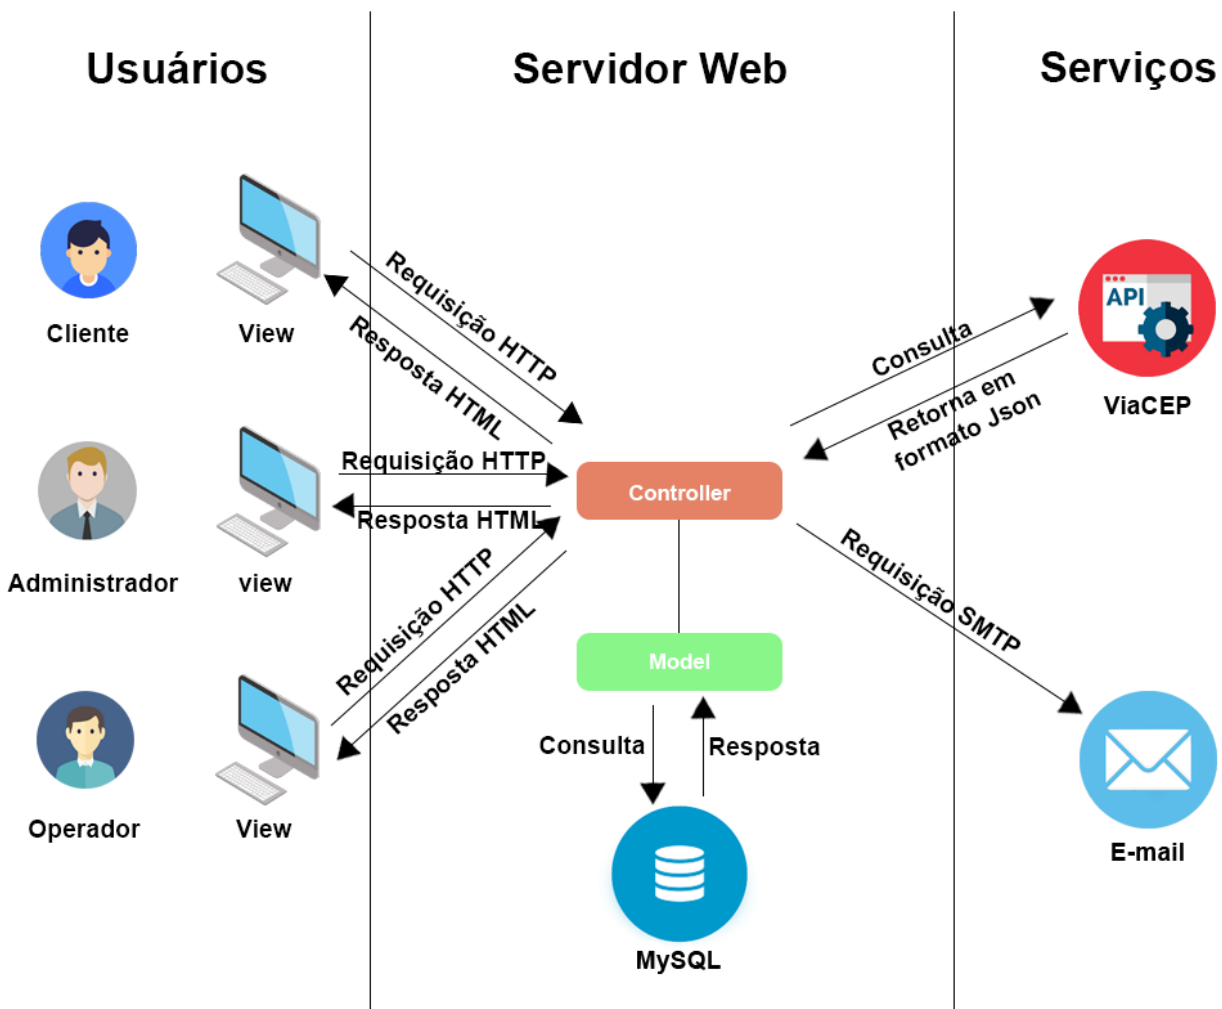 Usuários
Servidor Web
Serviços
Cliente
View
Requisição HTTP
Resposta HTML
Administrador
view
Requisição HTTP
Resposta HTML
Operador
View
Requisição HTTP
Resposta HTML
Controller
Model
Consulta
Resposta
MySQL
Consulta
Retorna em
formato Json
API
ViaCEP
Requisição SMTP
E-mail